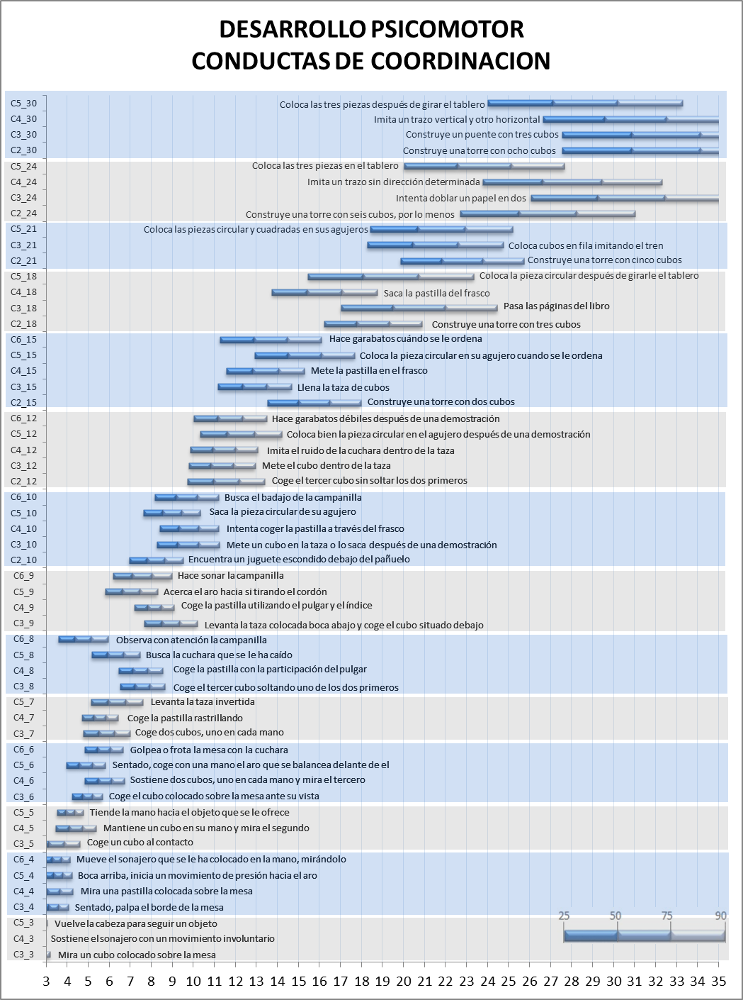 DESARROLLO PSICOMOTOR
CONDUCTAS DE COORDINACION
C5_30 Coloca las tres piezas después de girar el tablero
C4_30 Imita un trazo vertical y otro horizontal
C3_30 Construye un puente con tres cubos
C2_30 Construye una torre con ocho cubos
C5_24 Coloca las tres piezas en el tablero
C4_24 Imita un trazo sin dirección determinada
C3_24 Intenta doblar un papel en dos
C2_24 Construye una torre con seis cubos, por lo menos
C5_21 Coloca las piezas circular y cuadradas en sus agujeros
C3_21 Coloca cubos en fila imitando el tren
C2_21 Construye una torre con cinco cubos
C5_18 Coloca la pieza circular después de girarle el tablero
C4_18 Saca la pastilla del frasco
C3_18 Pasa las páginas del libro
C2_18 Construye una torre con tres cubos
C6_15 Hace garabatos cuándo se le ordena
C5_15 Coloca la pieza circular en su agujero cuando se le ordena
C4_15 Mete la pastilla en el frasco
C3_15 Llena la taza de cubos
C2_15 Construye una torre con dos cubos
C6_12 Hace garabatos débiles después de una demostración
C5_12 Coloca bien la pieza circular en el agujero después de una demostración
C4_12 Imita el ruido de la cuchara dentro de la taza
C3_12 Mete el cubo dentro de la taza
C2_12 Coge el tercer cubo sin soltar los dos primeros
C6_10 Busca el badajo de la campanilla
C5_10 Saca la pieza circular de su agujero
C4_10 Intenta coger la pastilla a través del frasco
C3_10 Mete un cubo en la taza o lo saca después de una demostración
C2_10 Encuentra un juguete escondido debajo del pañuelo
C6_9 Hace sonar la campanilla
C5_9 Acerca el aro hacia si tirando el cordón
C4_9 Coge la pastilla utilizando el pulgar y el índice
C3_9 Levanta la taza colocada boca abajo y coge el cubo situado debajo
C6_8 Observa con atención la campanilla
C5_8 Busca la cuchara que se le ha caído
C4_8 Coge la pastilla con la participación del pulgar
C3_8 Coge el tercer cubo soltando uno de los dos primeros
C5_7 Levanta la taza invertida
C4_7 Coge la pastilla rastrillando
C3_7 Coge dos cubos, uno en cada mano
C6_6 Golpea o frota la mesa con la cuchara
C5_6 Sentado, coge con una mano el aro que se balancea delante de el
C4_6 Sostiene dos cubos, uno en cada mano y mira el tercero
C3_6 Coge el cubo colocado sobre la mesa ante su vista
C5_5 Tiende la mano hacia el objeto que se le ofrece
C4_5 Mantiene un cubo en su mano y mira el segundo
C3_5 Coge un cubo al contacto
C6_4 Mueve el sonajero que se le ha colocado en la mano, mirándolo
C5_4 Boca arriba, inicia un movimiento de presión hacia el aro
C4_4 Mira una pastilla colocada sobre la mesa
C3_4 Sentado, palpa el borde de la mesa
25 50 75 90
C5_3 Vuelve la cabeza para seguir un objeto
C4_3 Sostiene el sonajero con un movimiento involuntario
C3_3 Mira un cubo colocado sobre la mesa
3 4 5 6 7 8 9 10 11 12 13 14 15 16 17 18 19 20 21 22 23 24 25 26 27 28 29 30 31 32 33 34 35